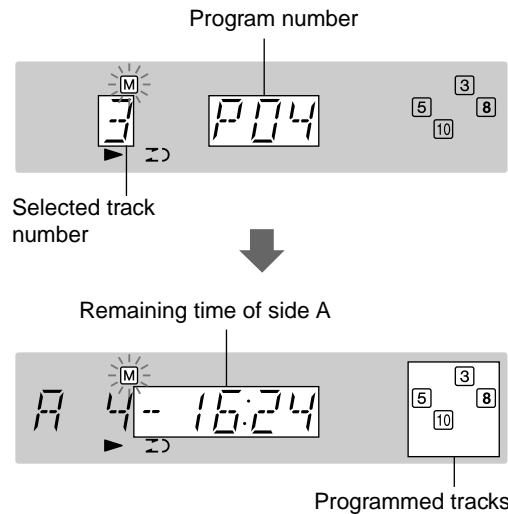 Program number
M
3 P04
3
5 8
10
Selected track
number
Remaining time of side A
M
A 4 - 16:24
3
5 8
10
Programmed tracks